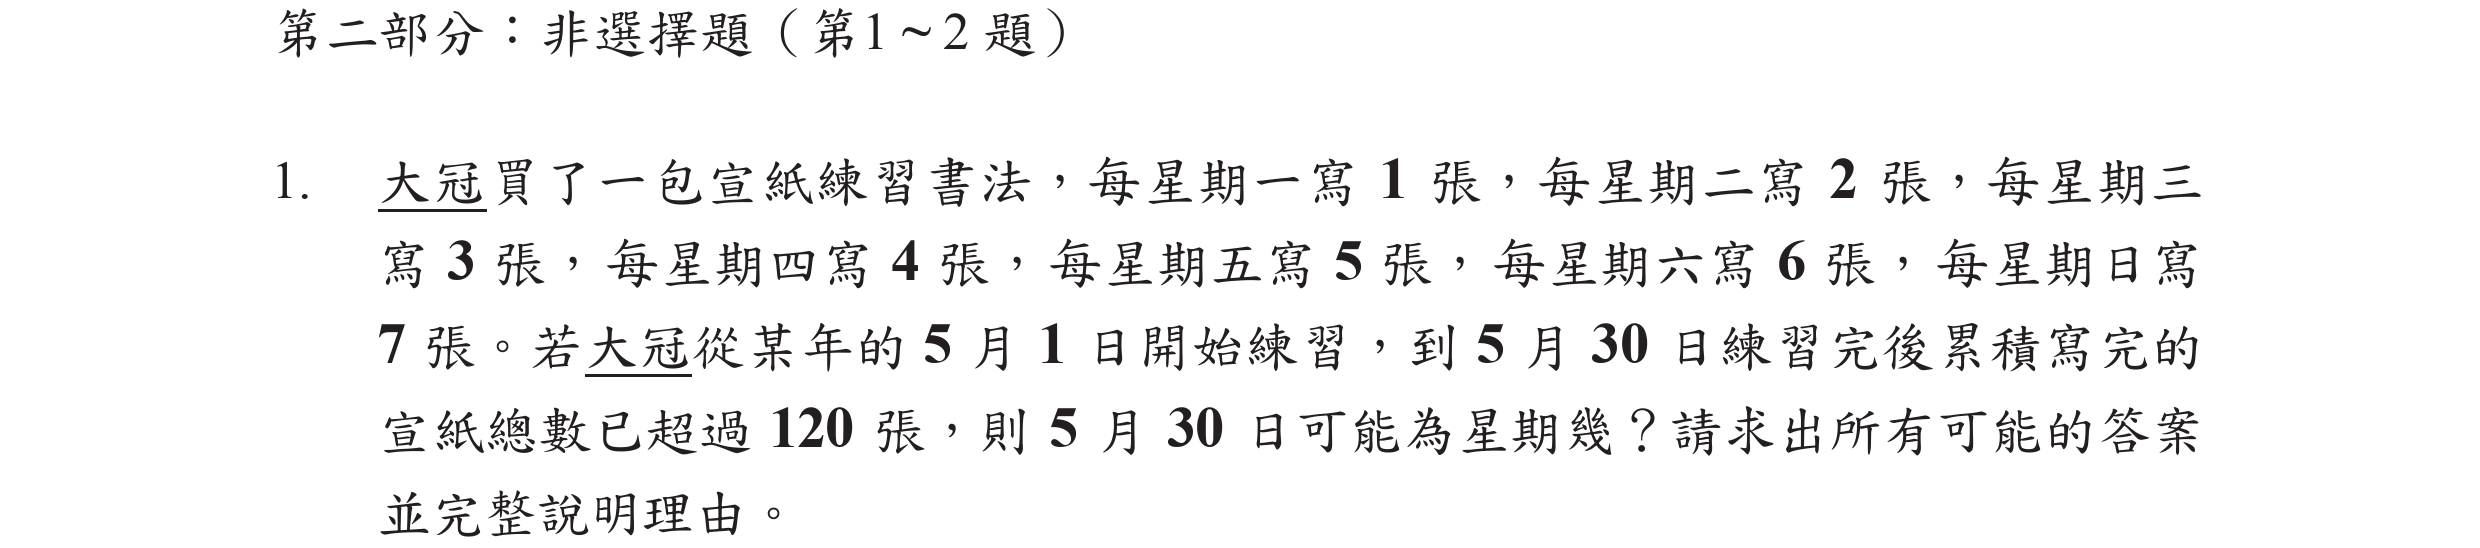 第二部分：非選擇題（第1～2 題）
1. 大冠買了一包宣紙練習書法，每星期一寫 1 張，每星期二寫 2 張，每星期三
寫 3 張，每星期四寫 4 張，每星期五寫 5 張，每星期六寫 6 張，每星期日寫
7 張。若大冠從某年的 5 月 1 日開始練習，到 5 月 30 日練習完後累積寫完的
宣紙總數已超過 120 張，則 5 月 30 日可能為星期幾？請求出所有可能的答案
並完整說明理由。